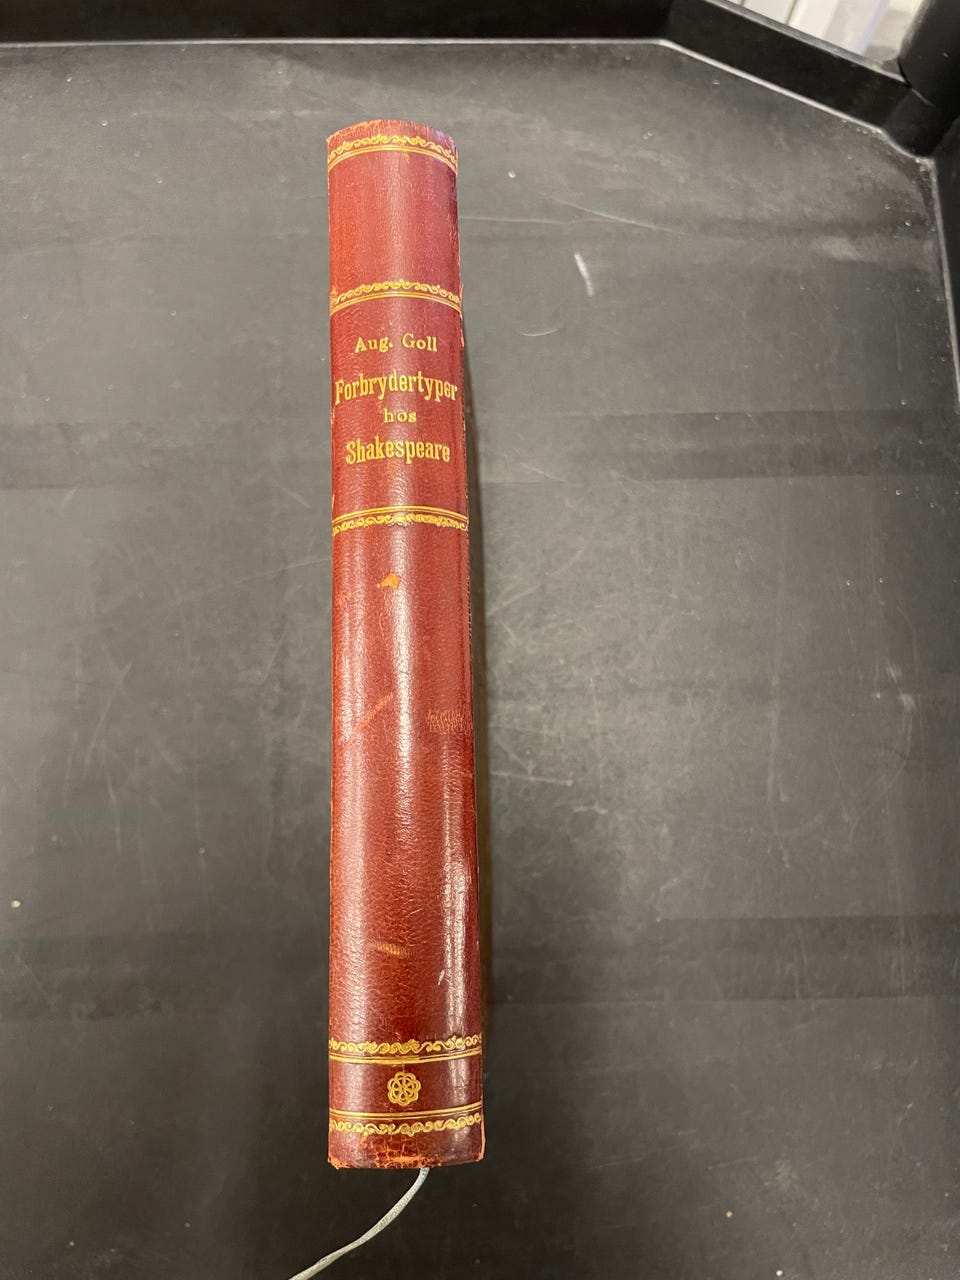 Aug. Goll
Forbrydertyper
hos
Shakespeare